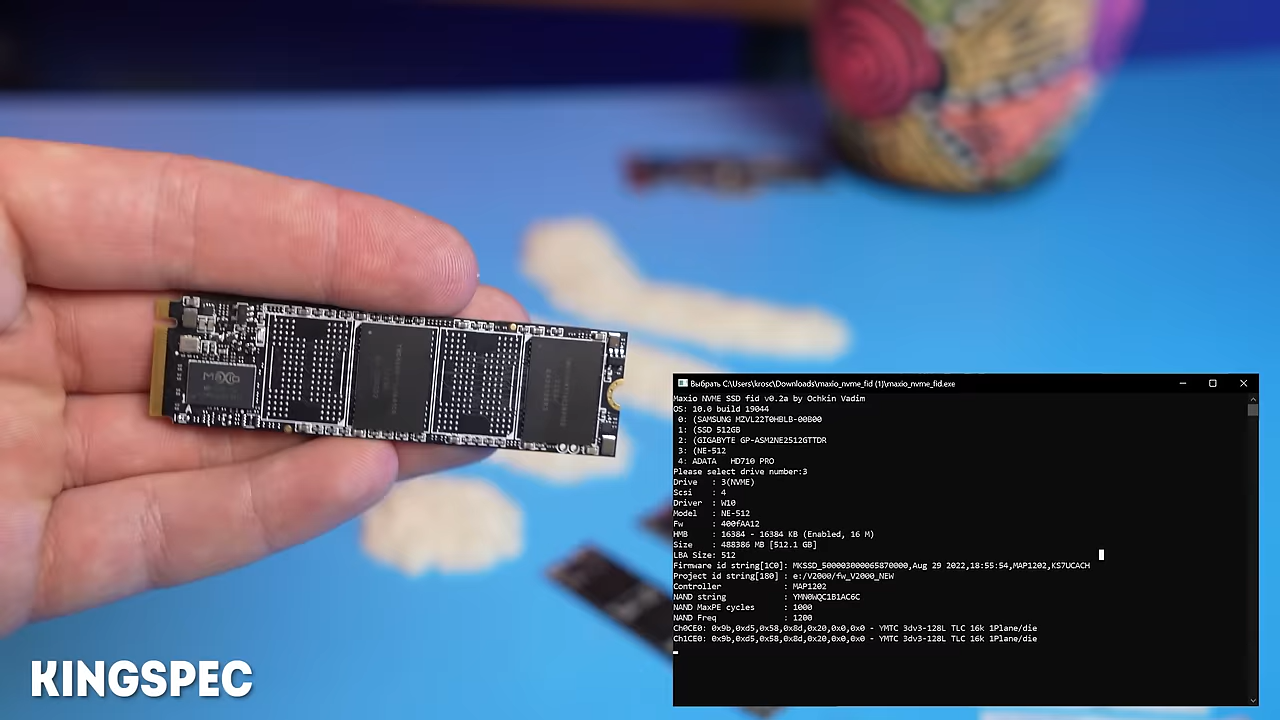 MAXIO
KINGSPEC
Выбрать C:\Users\krosc\Downloads\maxio_nvme_fid (1)\maxio_nvme_fid.exe
Maxio NVME SSD fid v0.2a by Ochkin Vadim
OS: 10.0 build 19044
0: (SAMSUNG MZVL22T0HBLB-00B00
1: (SSD 512GB
2: (GIGABYTE GP-ASM2NE2512GTTDR
3: (NE-512
4: ADATA HD710 PRO
Please select drive number:3
Drive : 3(NVME)
Scsi : 4
Driver : W10
Model : NE-512
Fw : 400fAA12
HMB : 16384 - 16384 KB (Enabled, 16 M)
Size : 488386 MB [512.1 GB]
LBA Size: 512
Firmware id string[1C0]: MKSSD_500003000065870000,Aug 29 2022,18:55:54,MAP1202,KS7UCACH
Project id string[180] : e:/V2000/fw_V2000_NEW
Controller : MAP1202
NAND string : YMN0WQC1B1AC6C
NAND MaxPE cycles : 1000
NAND Freq : 1200
Ch0CE0: 0x9b,0xd5,0x58,0x8d,0x20,0x0,0x0 - YMTC 3dv3-128L TLC 16k 1Plane/die
Ch1CE0: 0x9b,0xd5,0x58,0x8d,0x20,0x0,0x0 - YMTC 3dv3-128L TLC 16k 1Plane/die